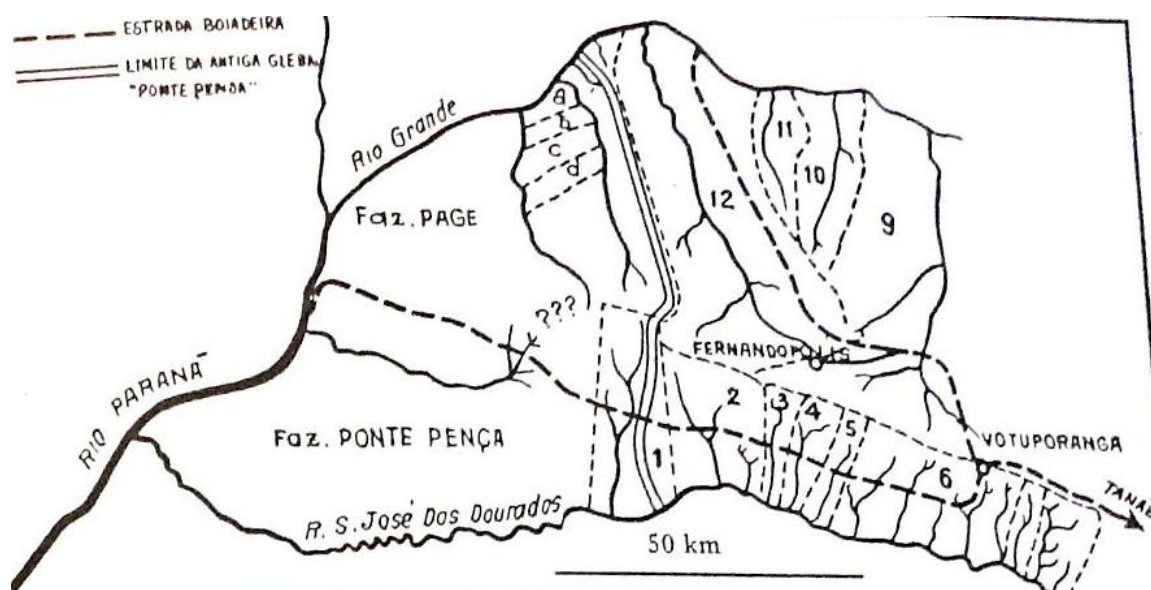 ESTRADA BOIADEIRA
LIMITE DA ANTIGA GLEBA
"PONTE PENSA"
Rio Grande
a
b
c
d
11
10
12
9
Faz. PAGE
???
FERNANDOPOLIS
RIO PARANÁ
2
3
4
5
Faz. PONTE PENÇA
1
6
VOTUPORANGA
TANABI
R. S. José Dos Dourados
50 km